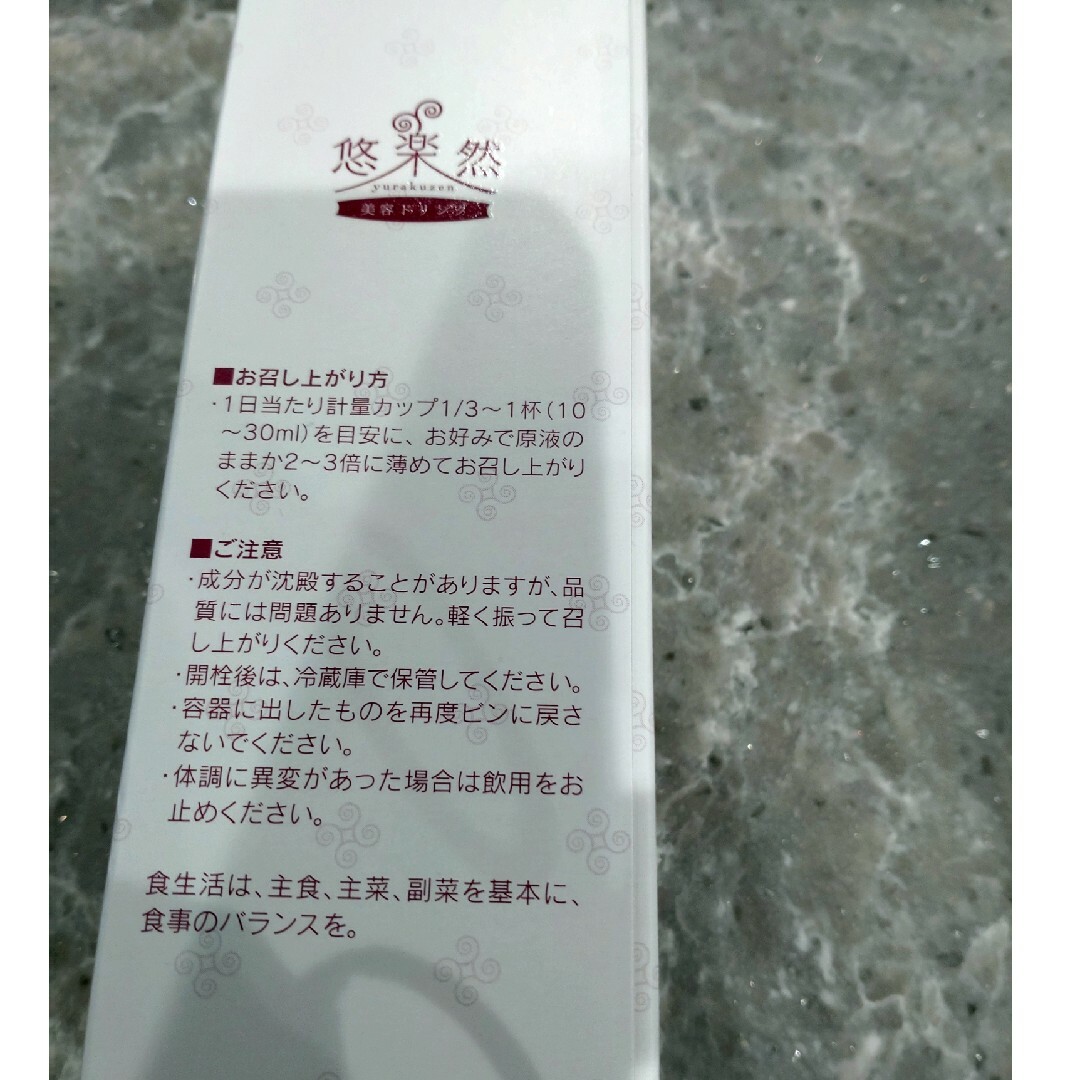 悠楽然
yurakuzen
美容ドリンク
■お召し上がり方
・1日当たり計量カップ1/3〜1杯(10
〜30ml)を目安に、お好みで原液の
ままか2〜3倍に薄めてお召し上がり
ください。
■ご注意
・成分が沈殿することがありますが、品
質には問題ありません。軽く振って召
し上がりください。
・開栓後は、冷蔵庫で保管してください。
・容器に出したものを再度ビンに戻さ
ないでください。
・体調に異変があった場合は飲用をお
止めください。
食生活は、主食、主菜、副菜を基本に、
食事のバランスを。